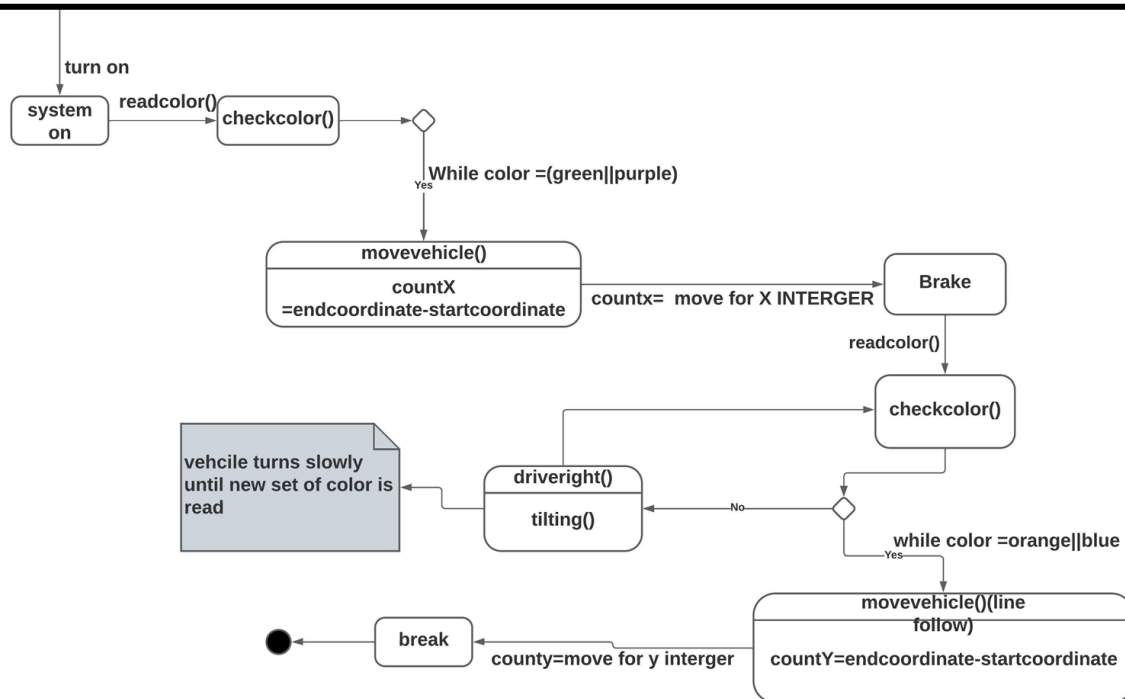 turn on
system
on
readcolor()
checkcolor()
While color =(green||purple)
Yes
movevehicle()
countX
=endcoordinate-startcoordinate
countx=  move for X INTERGER
Brake
readcolor()
checkcolor()
vehcile turns slowly
until new set of color is
read
driveright()
tilting()
No
while color =orange||blue
Yes
movevehicle()(line
follow)
countY=endcoordinate-startcoordinate
county=move for y interger
break